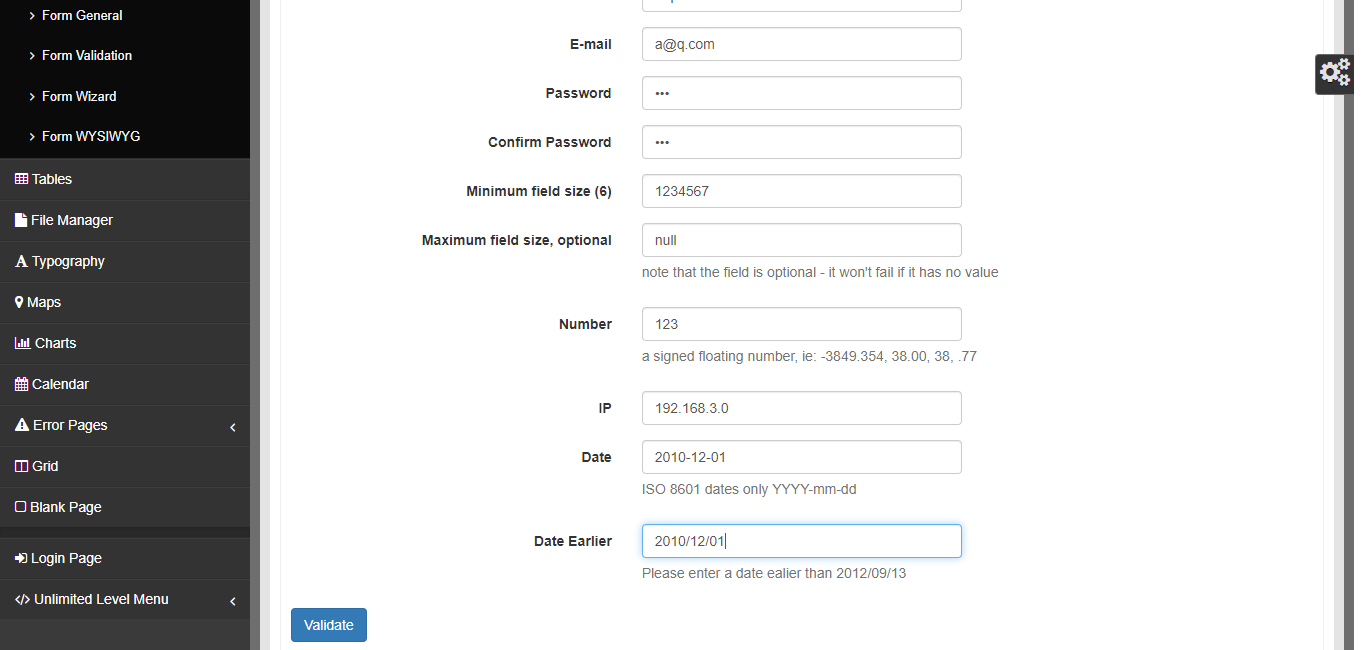 Form General
Form Validation
Form Wizard
Form WYSIWYG
Tables
File Manager
Typography
Maps
Charts
Calendar
Error Pages
Grid
Blank Page
Login Page
Unlimited Level Menu
E-mail a@q.com
Password •••
Confirm Password •••
Minimum field size (6) 1234567
Maximum field size, optional null
note that the field is optional - it won't fail if it has no value
Number 123
a signed floating number, ie: -3849.354, 38.00, 38, .77
IP 192.168.3.0
Date 2010-12-01
ISO 8601 dates only YYYY-mm-dd
Date Earlier 2010/12/01
Please enter a date ealier than 2012/09/13
Validate